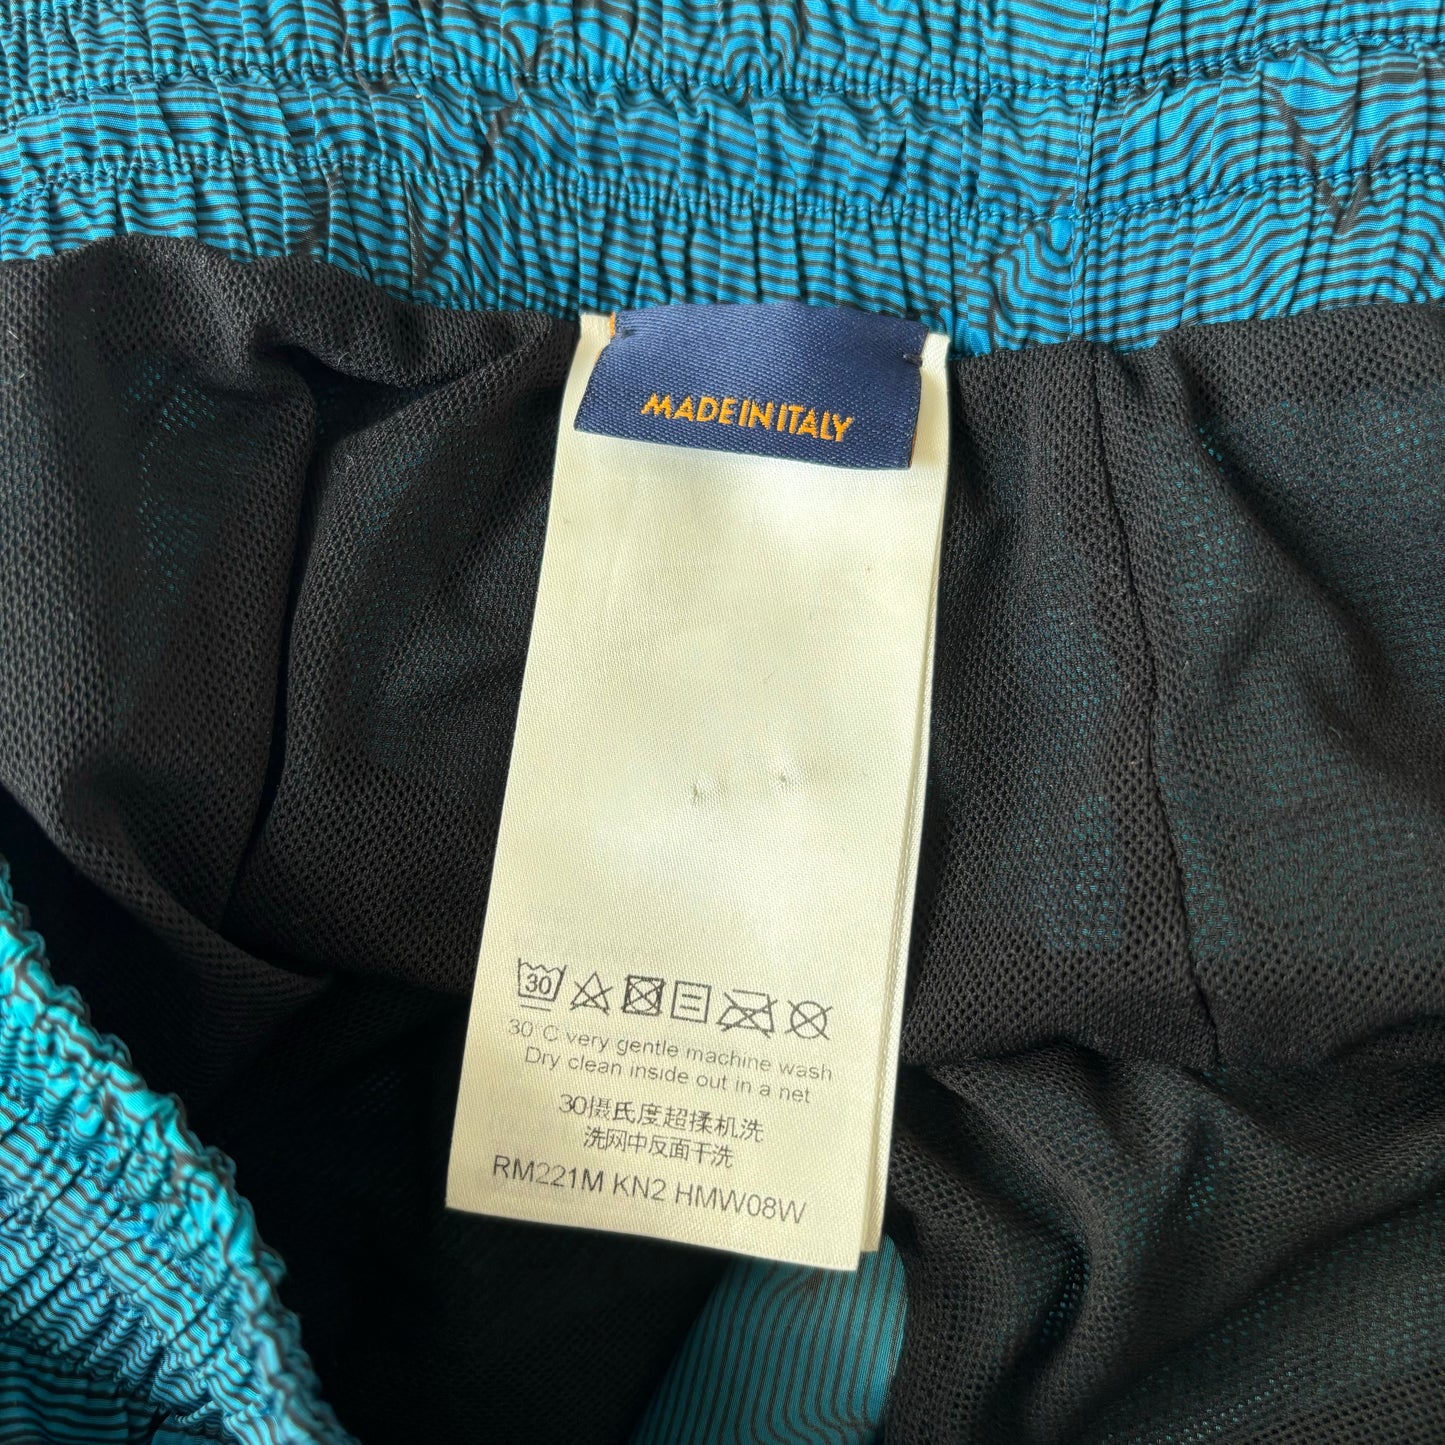 MADE IN ITALY
30
30°C very gentle machine wash
Dry clean inside out in a net
30摄氏度超揉机洗
洗网中反面干洗
RM221M KN2 HMW08W